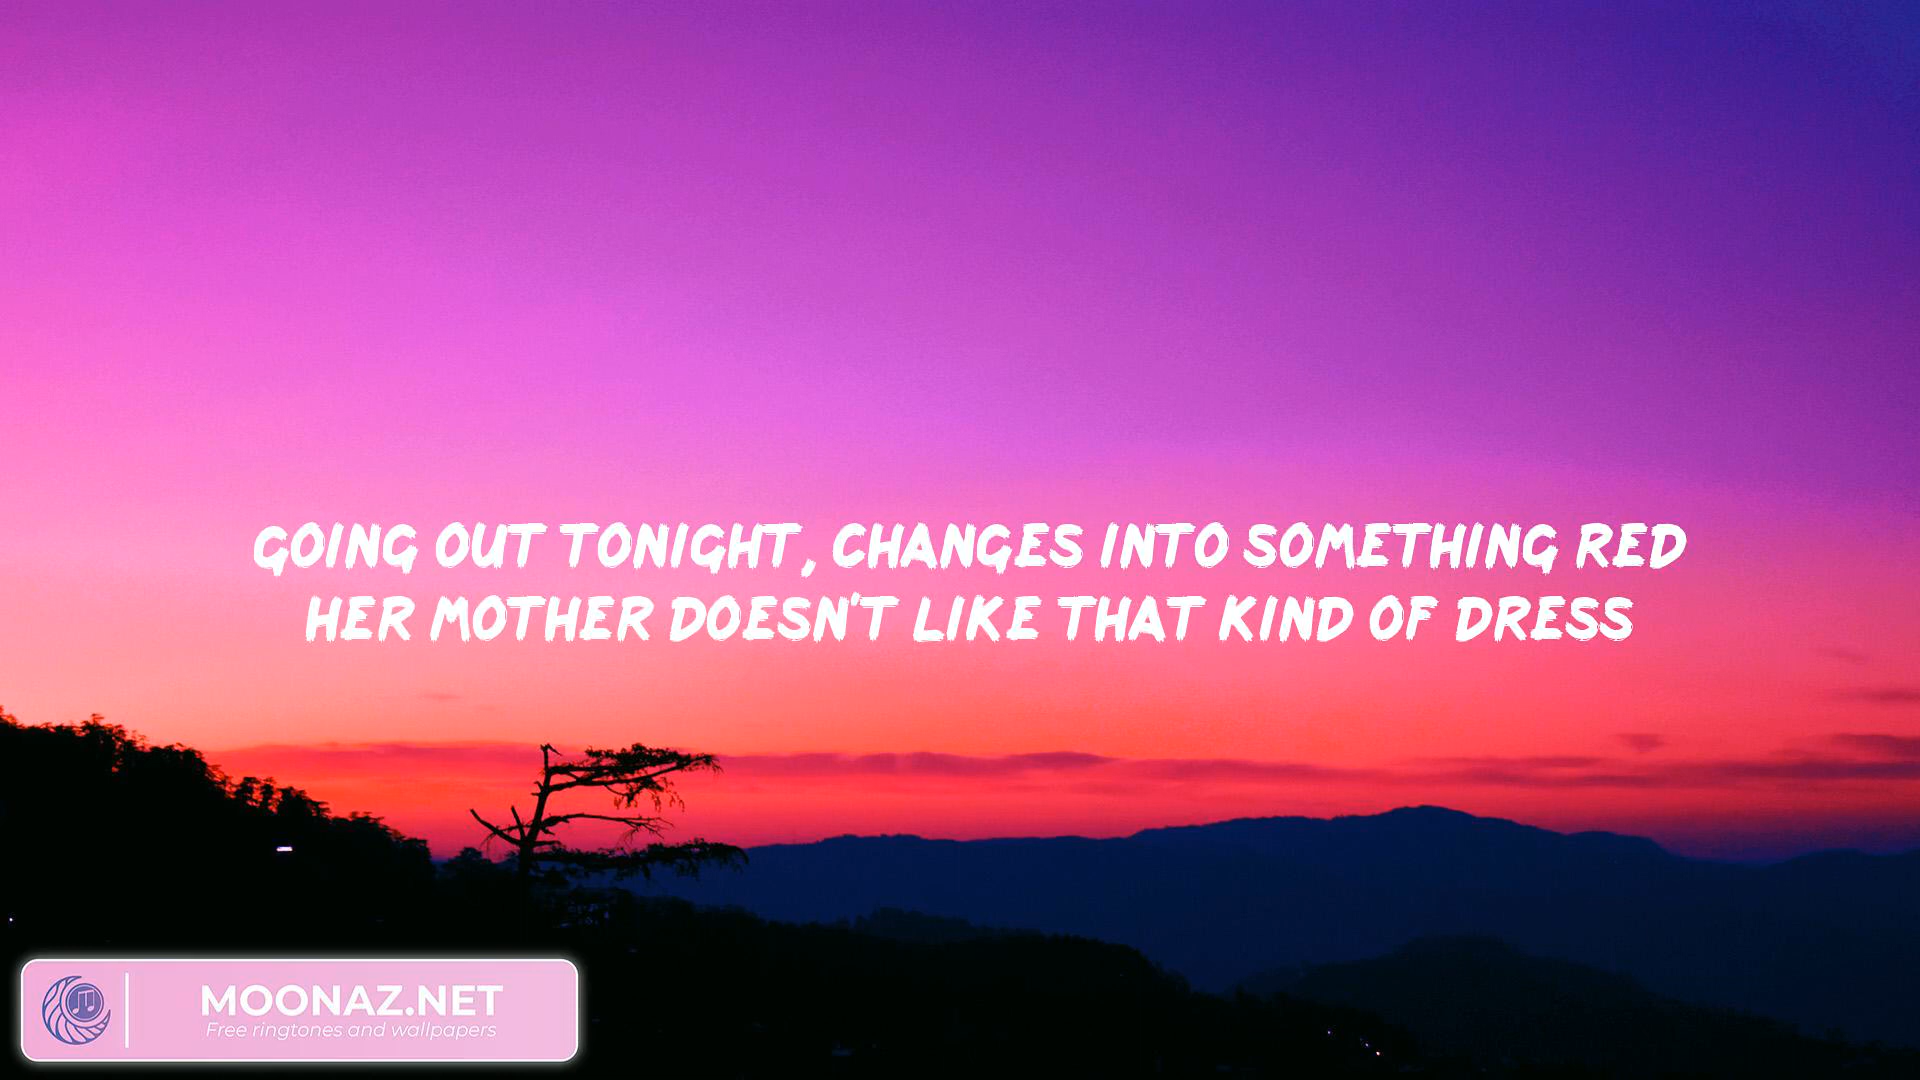 GOING OUT TONIGHT, CHANGES INTO SOMETHING RED
HER MOTHER DOESN'T LIKE THAT KIND OF DRESS
MOONAZ.NET
Free ringtones and wallpapers